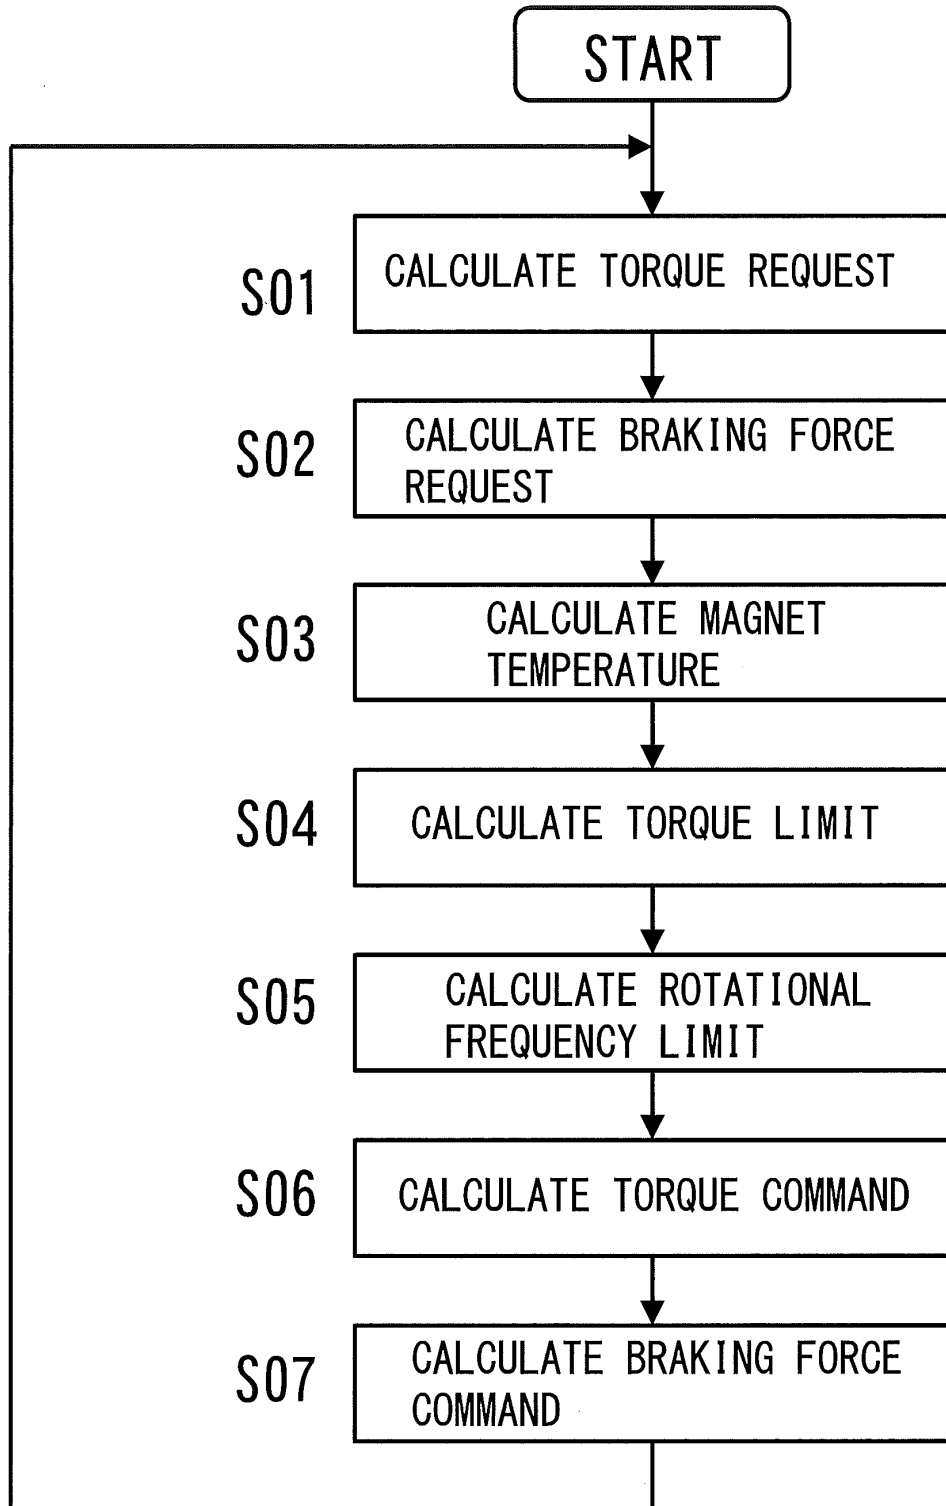 START
S01
CALCULATE TORQUE REQUEST
S02
CALCULATE BRAKING FORCE
REQUEST
S03
CALCULATE MAGNET
TEMPERATURE
S04
CALCULATE TORQUE LIMIT
S05
CALCULATE ROTATIONAL
FREQUENCY LIMIT
S06
CALCULATE TORQUE COMMAND
S07
CALCULATE BRAKING FORCE
COMMAND